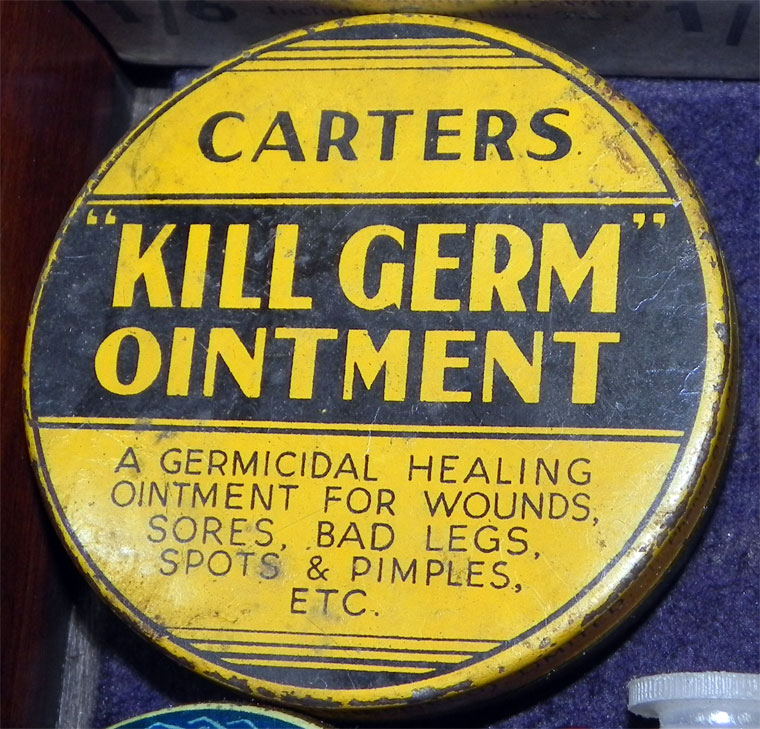 CARTERS
"KILL GERM"
OINTMENT
A GERMICIDAL HEALING
OINTMENT FOR WOUNDS,
SORES, BAD LEGS,
SPOTS & PIMPLES,
ETC.